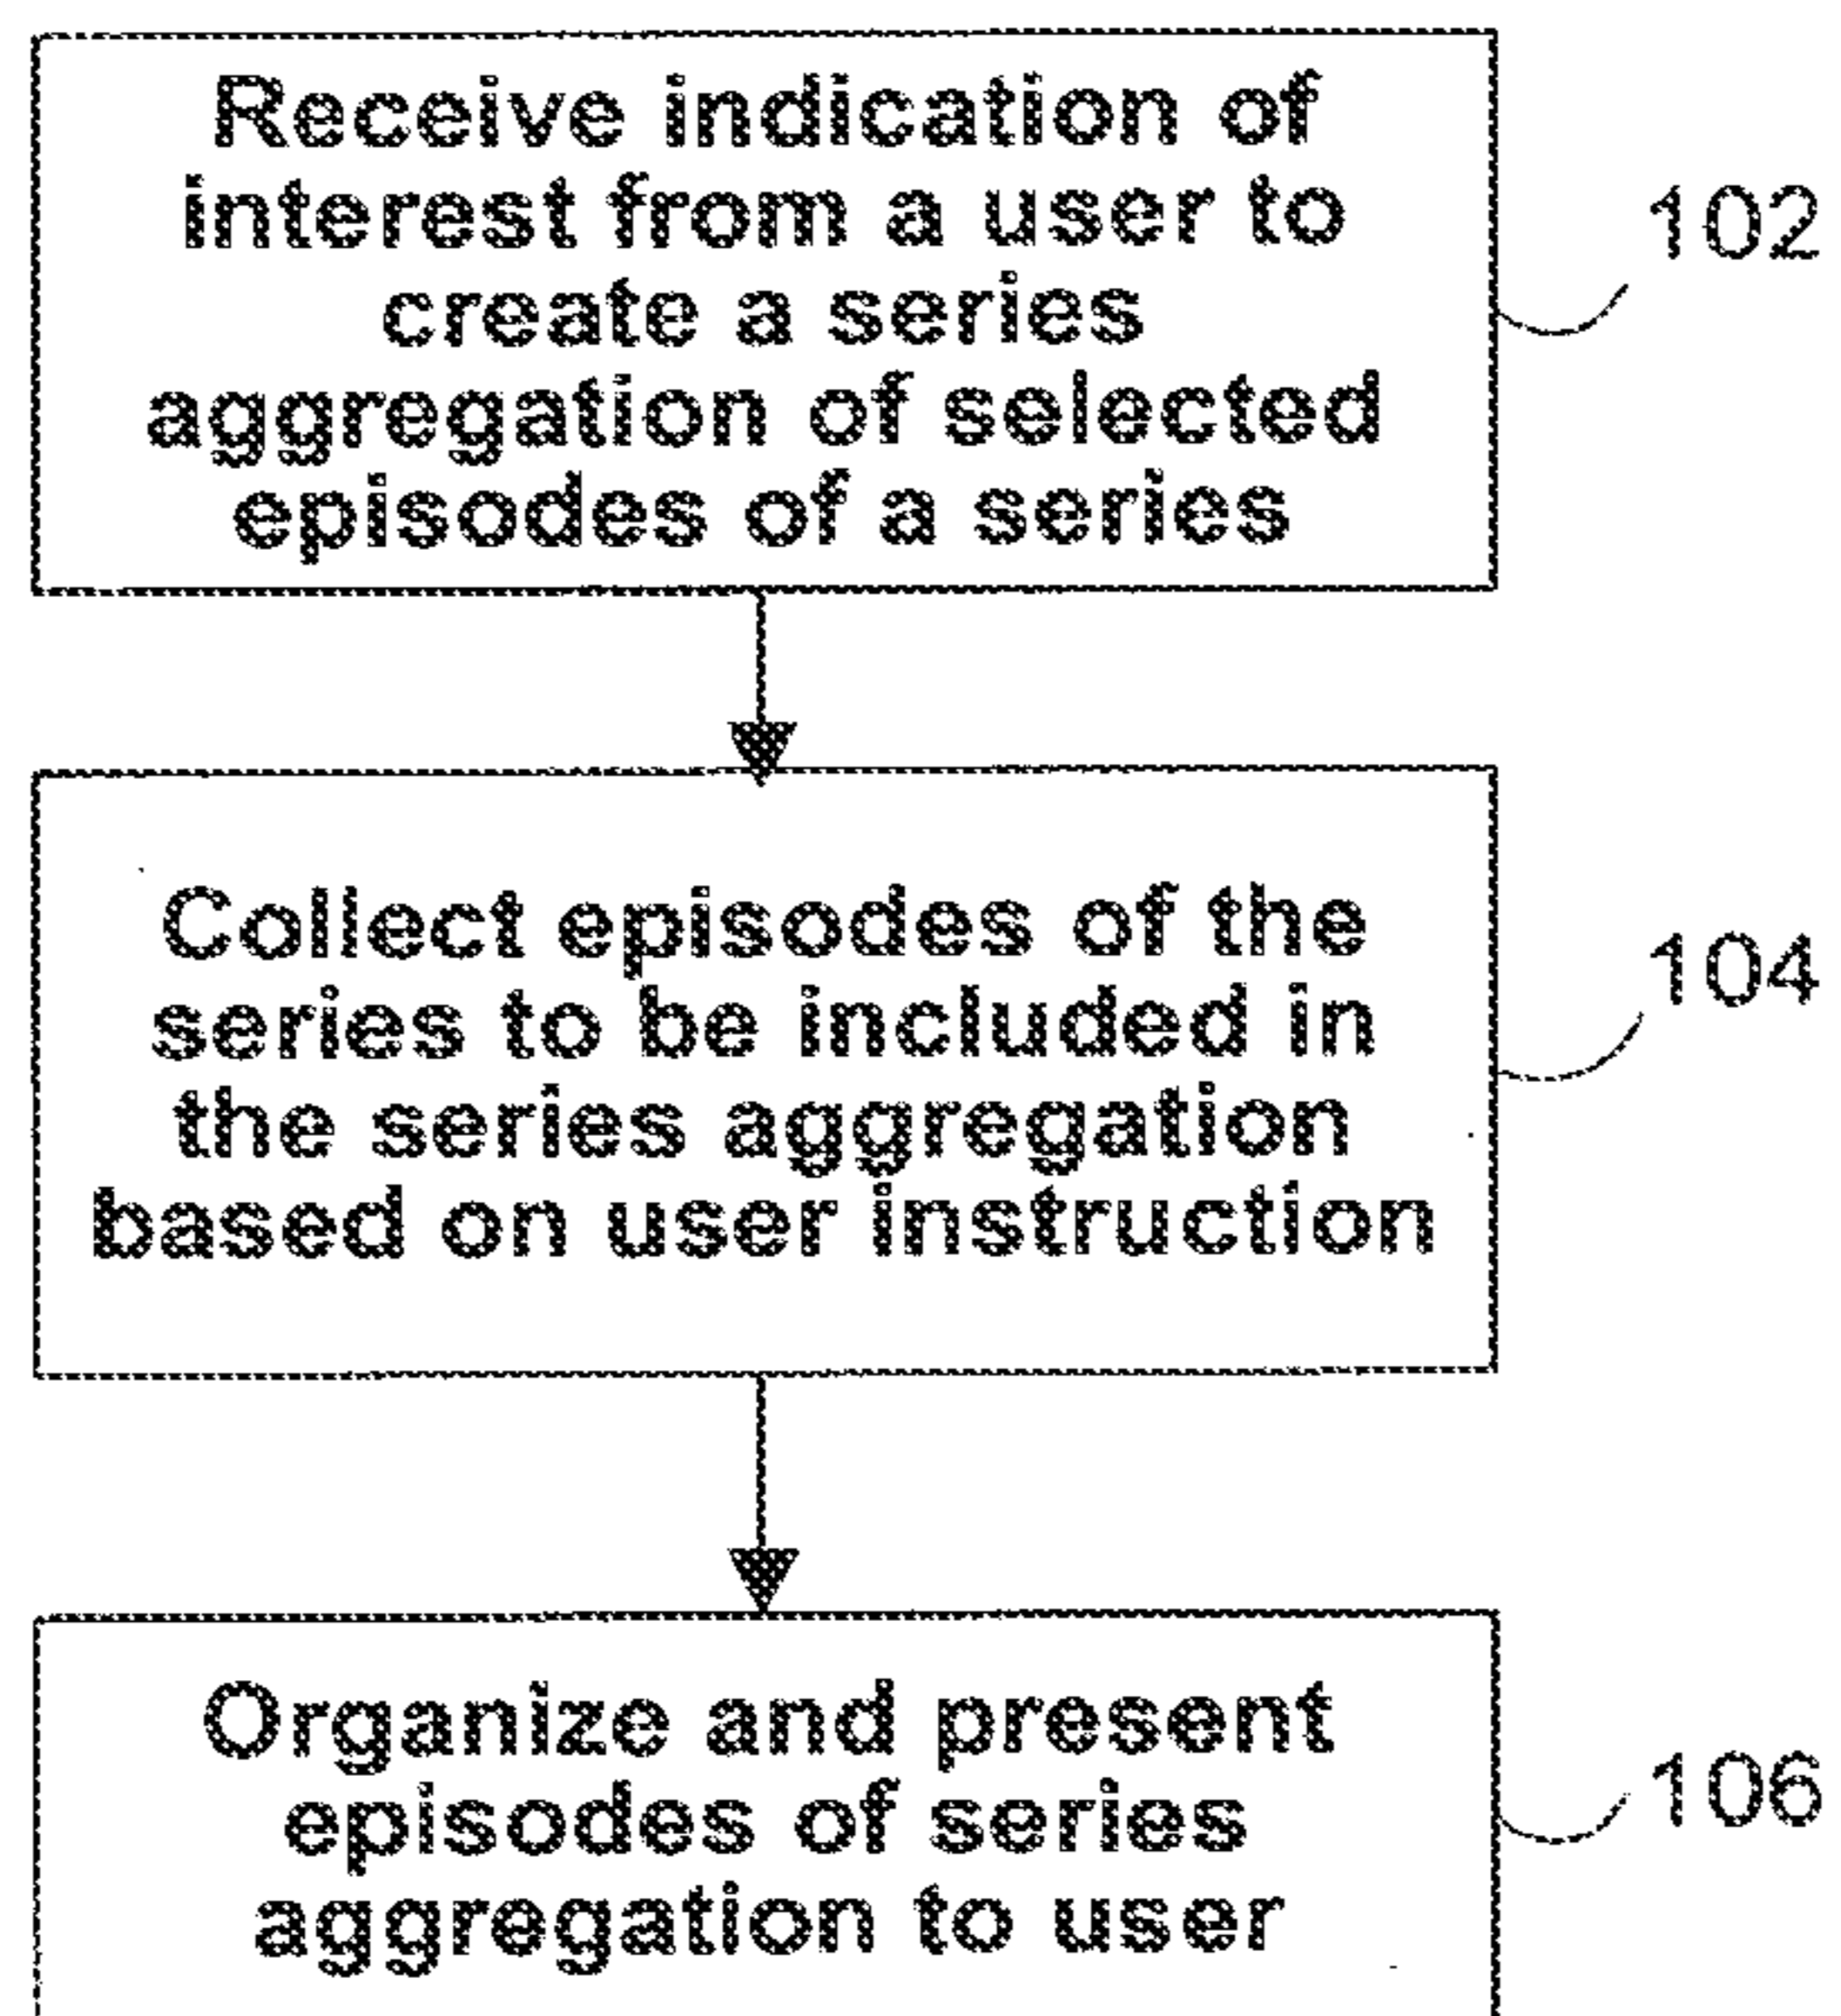 Receive indication of
interest from a user to
create a series
aggregation of selected
episodes of a series
102
Collect episodes of the
series to be included in
the series aggregation
based on user instruction
104
Organize and present
episodes of series
aggregation to user
106